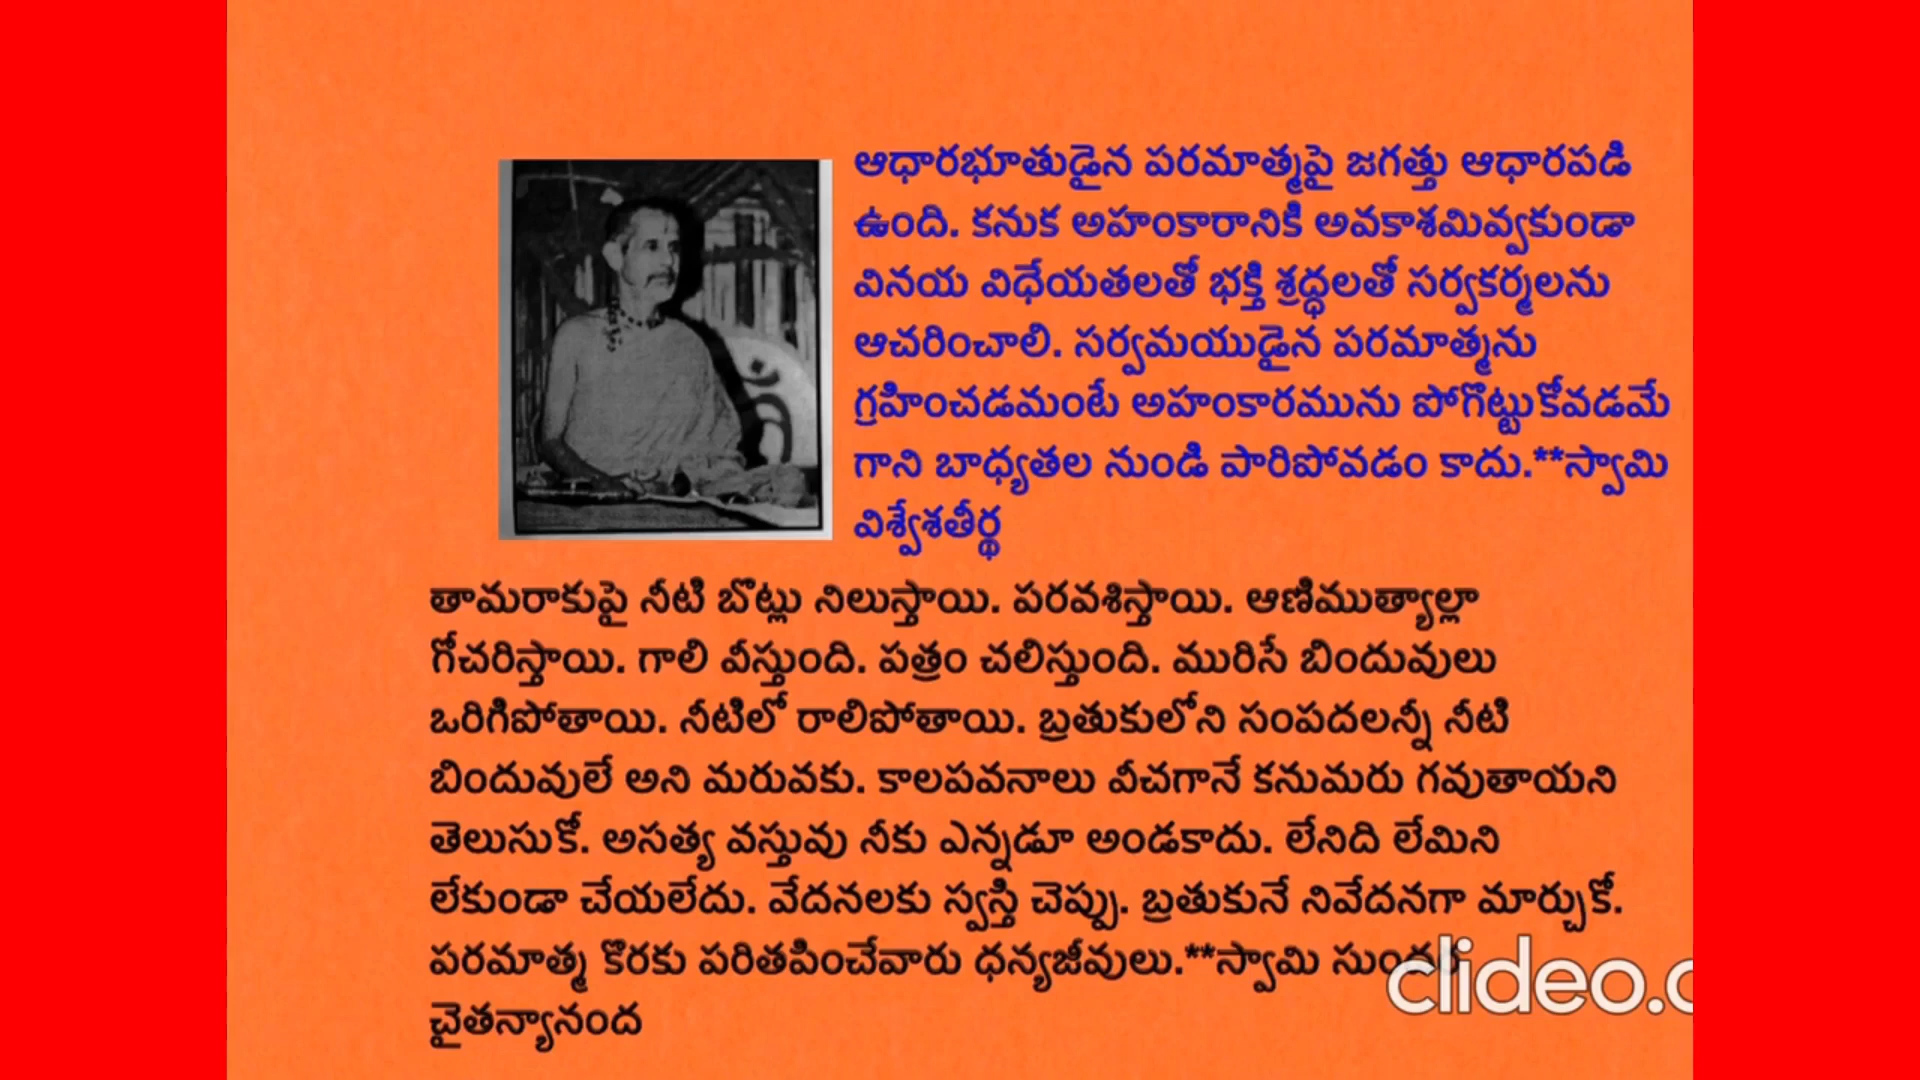 ఆధారభూతుడైన పరమాత్మపై జగత్తు ఆధారపడి
ఉంది. కనుక అహంకారానికి అవకాశమివ్వకుండా
వినయ విధేయతలతో భక్తి శ్రద్ధలతో సర్వకర్మలను
ఆచరించాలి. సర్వమయుడైన పరమాత్మను
గ్రహించడమంటే అహంకారమును పోగొట్టుకోవడమే
గాని బాధ్యతల నుండి పారిపోవడం కాదు.**స్వామి
విశ్వేశతీర్థ
తామరాకుపై నీటి బొట్లు నిలుస్తాయి. పరవశిస్తాయి. ఆణిముత్యాల్లా
గోచరిస్తాయి. గాలి వీస్తుంది. పత్రం చలిస్తుంది. మురిసే బిందువులు
ఒరిగిపోతాయి. నీటిలో రాలిపోతాయి. బ్రతుకులోని సంపదలన్నీ నీటి
బిందువులే అని మరువకు. కాలపవనాలు వీచగానే కనుమరు గవుతాయని
తెలుసుకో. అసత్య వస్తువు నీకు ఎన్నడూ అండకాదు. లేనిది లేమిని
లేకుండా చేయలేదు. వేదనలకు స్వస్తి చెప్పు. బ్రతుకునే నివేదనగా మార్చుకో.
పరమాత్మ కొరకు పరితపించేవారు ధన్యజీవులు.**స్వామి
చైతన్యానంద
clideo.c